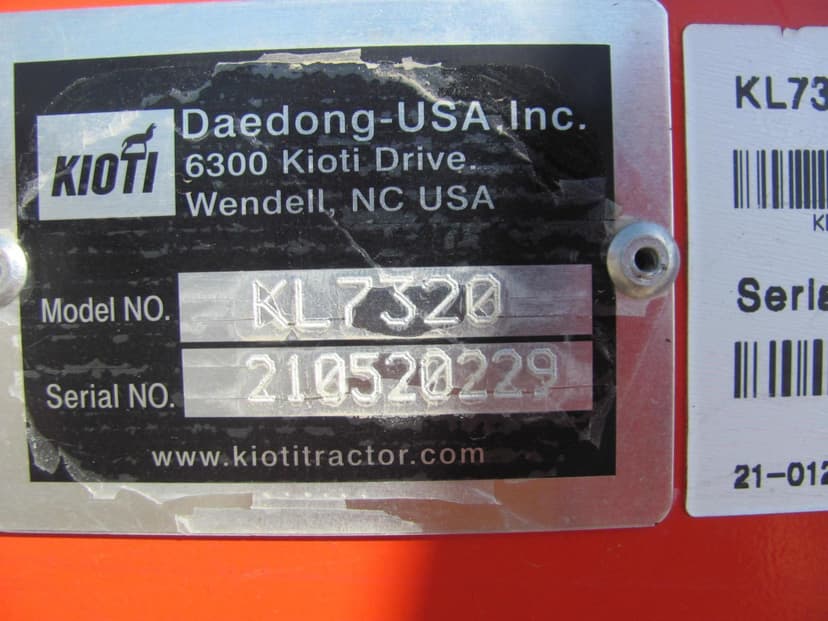 KIOTI
Daedong-USA, Inc.
6300 Kioti Drive.
Wendell, NC USA
Model NO. KL7320
Serial NO. 210520229
www.kiotitractor.com
KL73
Seria
21-012